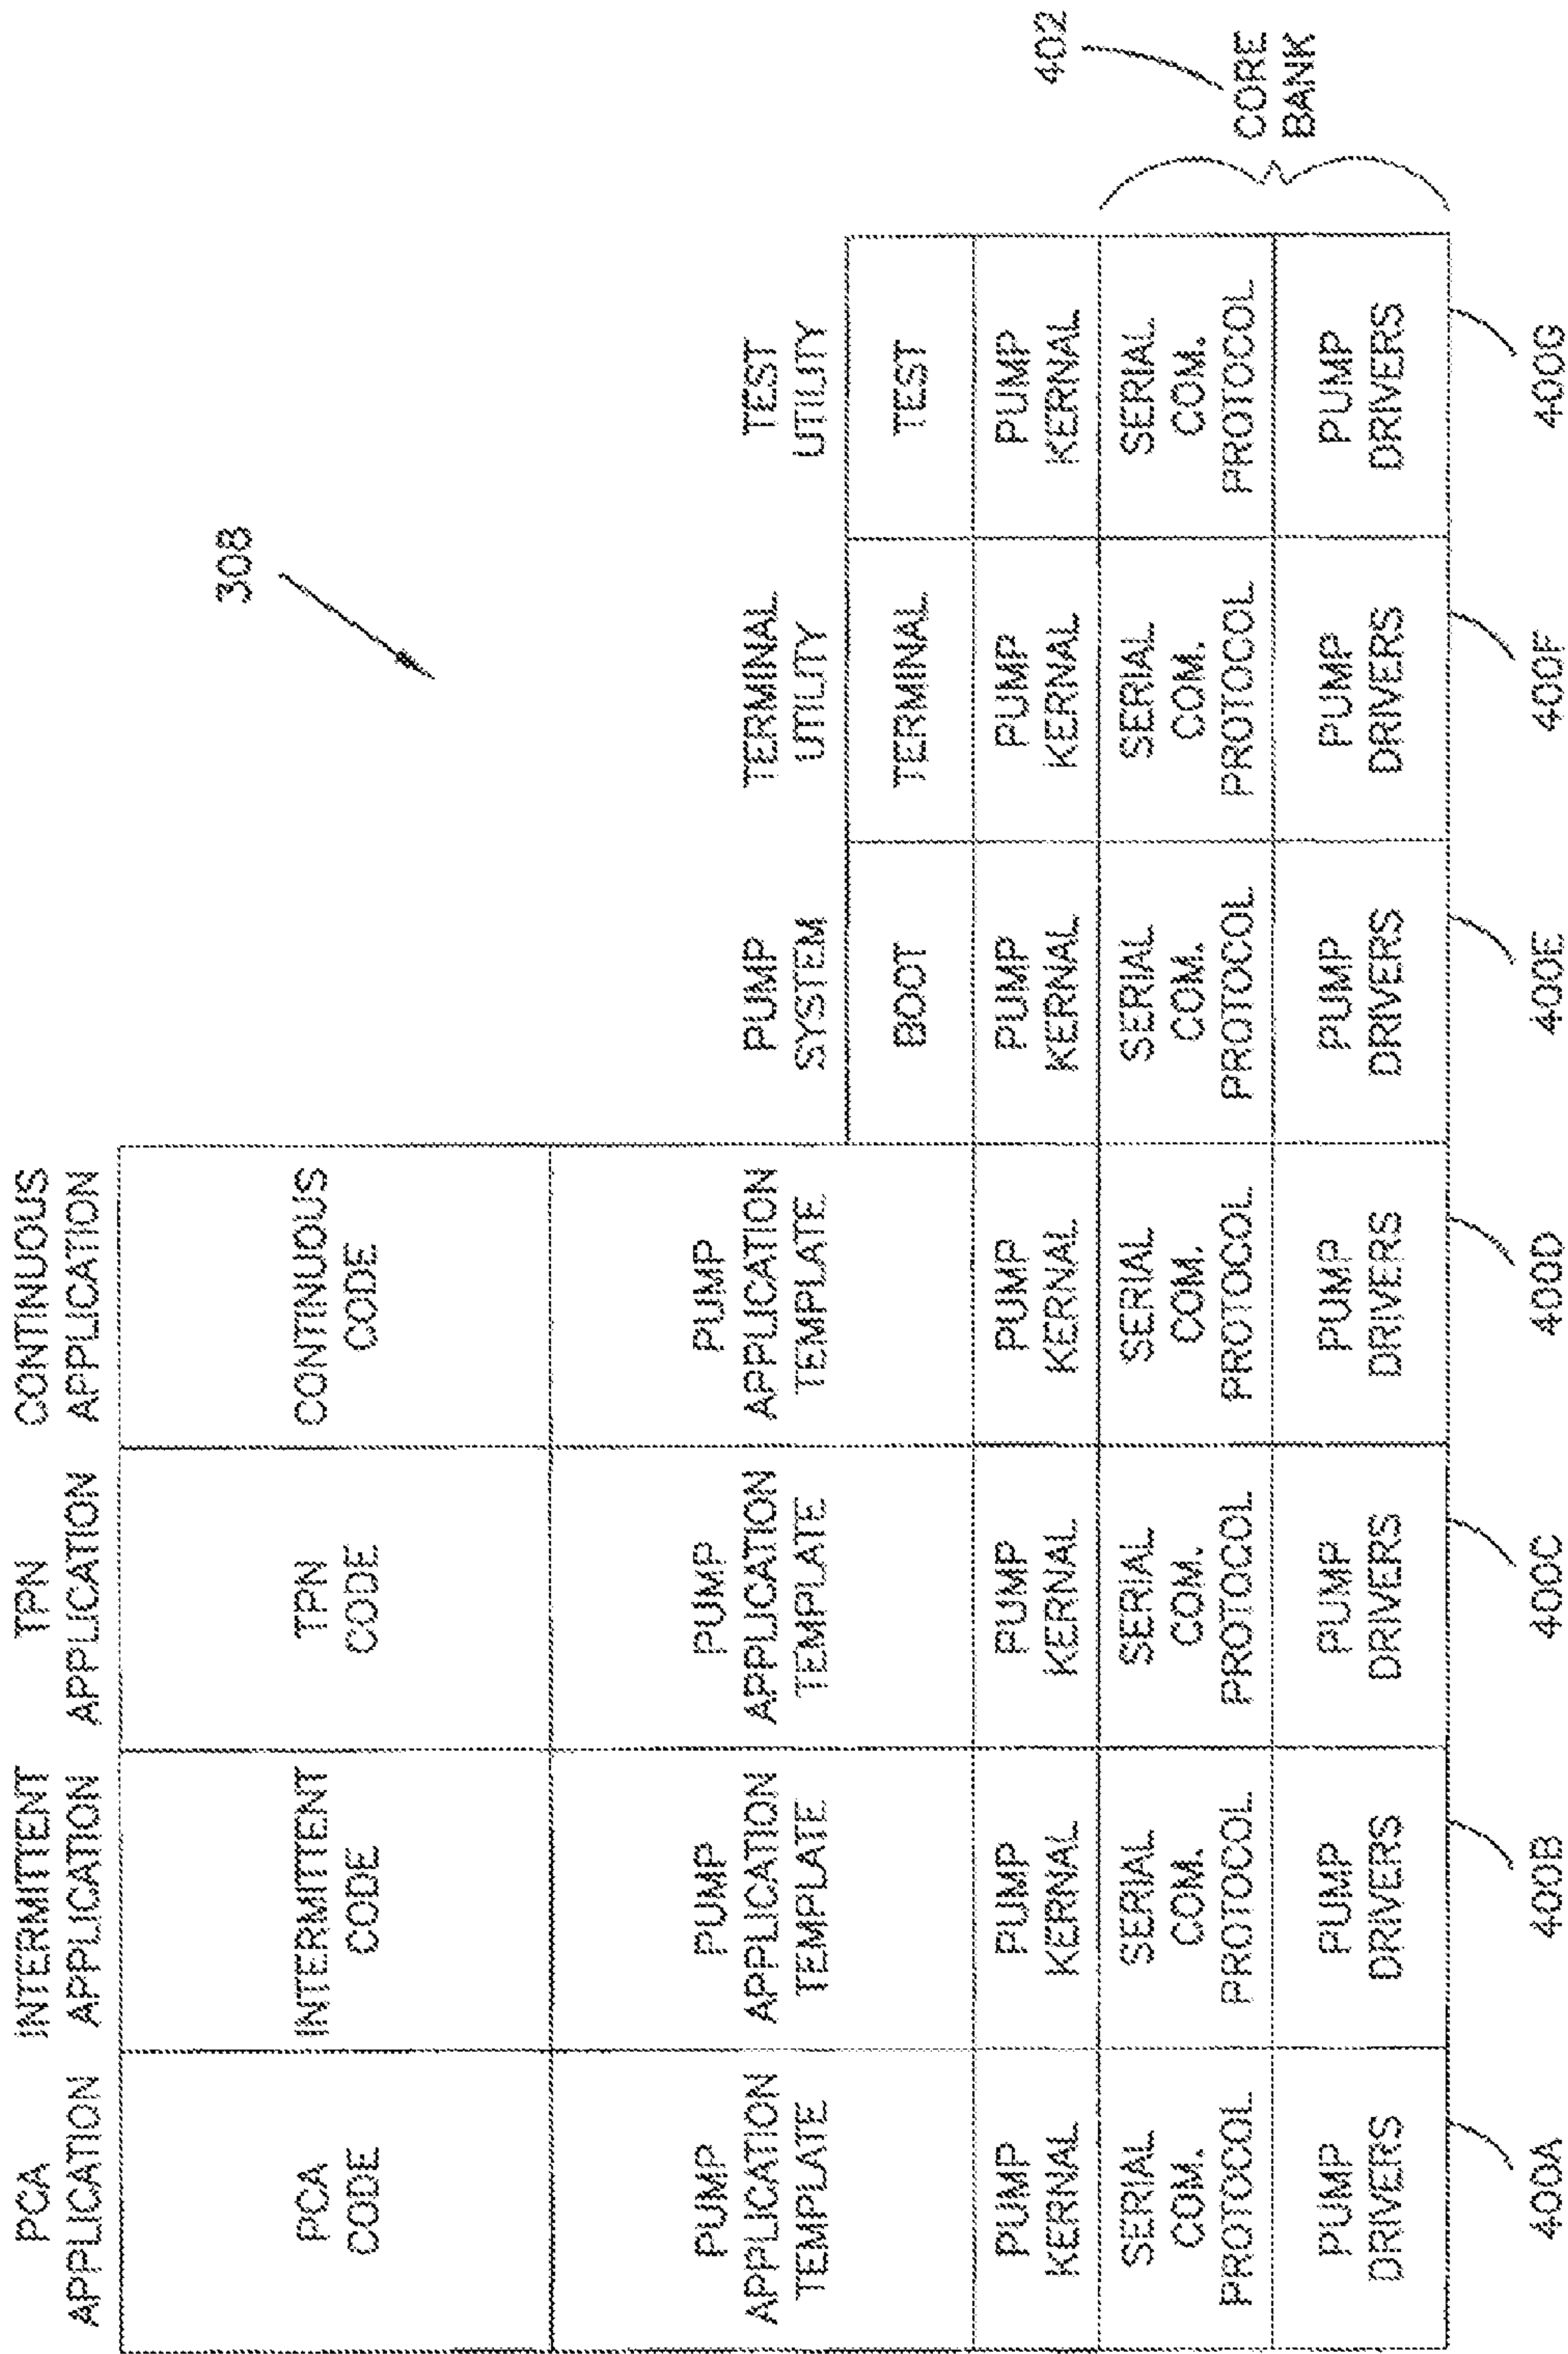 308
PCA
APPLICATION
INTERMITTENT
APPLICATION
TPN
APPLICATION
CONTINUOUS
APPLICATION
PCA
CODE
INTERMITTENT
CODE
TPN
CODE
CONTINUOUS
CODE
PUMP
APPLICATION
TEMPLATE
PUMP
APPLICATION
TEMPLATE
PUMP
APPLICATION
TEMPLATE
PUMP
APPLICATION
TEMPLATE
PUMP
SYSTEM
TERMINAL
UTILITY
TEST
UTILITY
BOOT
TERMINAL
TEST
PUMP
KERNAL
PUMP
KERNAL
PUMP
KERNAL
PUMP
KERNAL
PUMP
KERNAL
PUMP
KERNAL
PUMP
KERNAL
SERIAL
COM.
PROTOCOL
SERIAL
COM.
PROTOCOL
SERIAL
COM.
PROTOCOL
SERIAL
COM.
PROTOCOL
SERIAL
COM.
PROTOCOL
SERIAL
COM.
PROTOCOL
SERIAL
COM.
PROTOCOL
PUMP
DRIVERS
PUMP
DRIVERS
PUMP
DRIVERS
PUMP
DRIVERS
PUMP
DRIVERS
PUMP
DRIVERS
PUMP
DRIVERS
402
CORE
BANK
400A
400B
400C
400D
400E
400F
400G